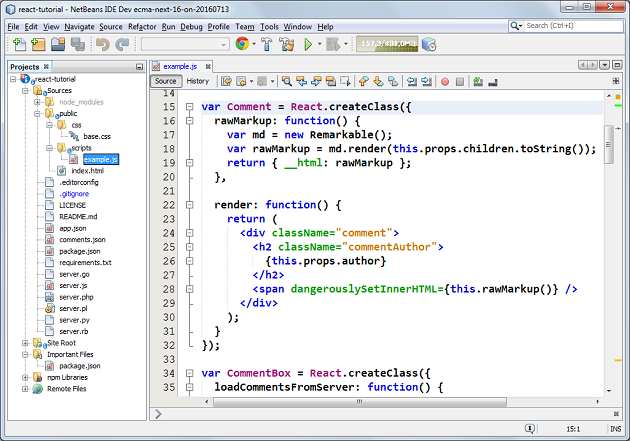 react-tutorial - NetBeans IDE Dev ecma-next-16-on-20160713
File Edit View Navigate Source Refactor Run Debug Profile Team Tools Window Help
Search (Ctrl+I)
157.3/481.0MB
Projects
example.js
Source History
react-tutorial
Sources
node_modules
public
css
base.css
scripts
example.js
index.html
.editorconfig
.gitignore
LICENSE
README.md
app.json
comments.json
package.json
requirements.txt
server.go
server.js
server.php
server.pl
server.py
server.rb
Site Root
Important Files
package.json
npm Libraries
Remote Files
14
15 var Comment = React.createClass({
16 rawMarkup: function() {
17 var md = new Remarkable();
18 var rawMarkup = md.render(this.props.children.toString());
19 return { __html: rawMarkup };
20 },
21
22 render: function() {
23 return (
24 <div className="comment">
25 <h2 className="commentAuthor">
26 {this.props.author}
27 </h2>
28 <span dangerouslySetInnerHTML={this.rawMarkup()} />
29 </div>
30 );
31 }
32 });
33
34 var CommentBox = React.createClass({
35 loadCommentsFromServer: function() {
15:1 INS